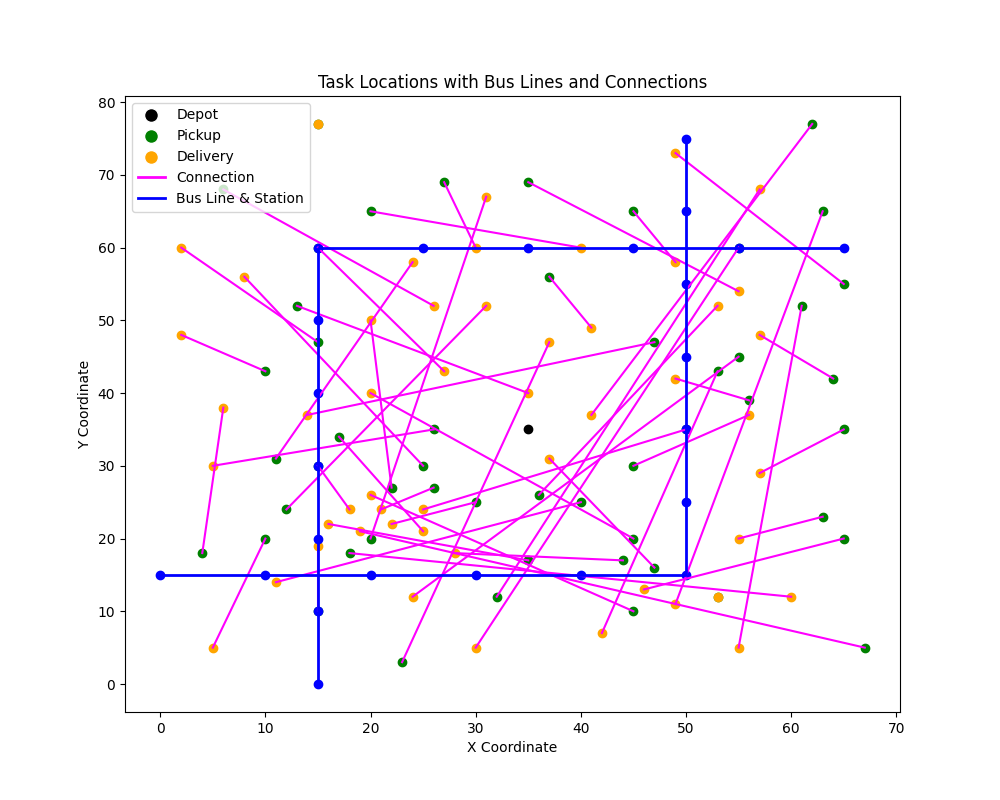 Task Locations with Bus Lines and Connections
80
70
60
50
40
30
20
10
0
Y Coordinate
Depot
Pickup
Delivery
Connection
Bus Line & Station
0 10 20 30 40 50 60 70
X Coordinate